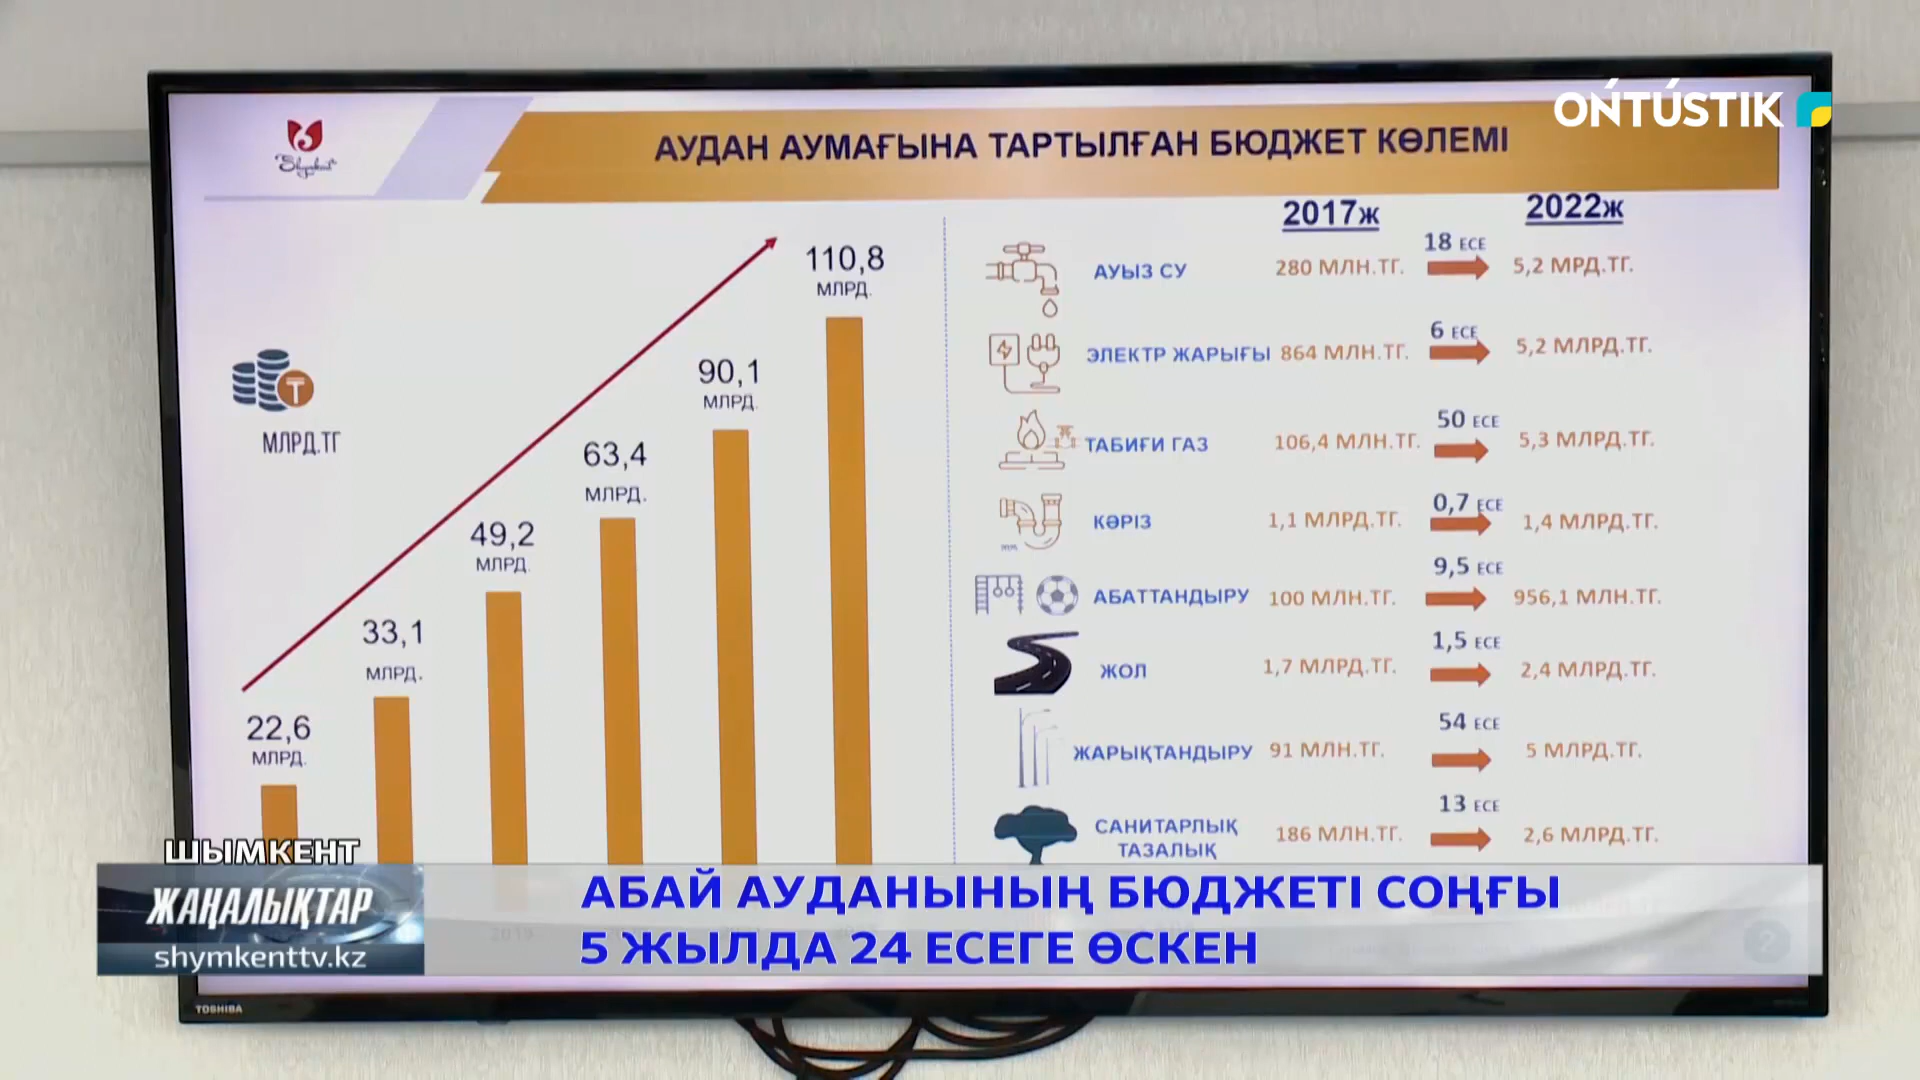 ONTÚSTIK
Shymkent
АУДАН АУМАҒЫНА ТАРТЫЛҒАН БЮДЖЕТ КӨЛЕМІ
МЛРД.ТГ
22,6
МЛРД.
33,1
МЛРД.
49,2
МЛРД.
63,4
МЛРД.
90,1
МЛРД.
110,8
МЛРД.
2017ж 2022ж
АУЫЗ СУ 280 МЛН.ТГ. 18 ЕСЕ 5,2 МРД.ТГ.
ЭЛЕКТР ЖАРЫҒЫ 864 МЛН.ТГ. 6 ЕСЕ 5,2 МЛРД.ТГ.
ТАБИҒИ ГАЗ 106,4 МЛН.ТГ. 50 ЕСЕ 5,3 МЛРД.ТГ.
КӘРІЗ 1,1 МЛРД.ТГ. 0,7 ЕСЕ 1,4 МЛРД.ТГ.
АБАТТАНДЫРУ 100 МЛН.ТГ. 9,5 ЕСЕ 956,1 МЛН.ТГ.
ЖОЛ 1,7 МЛРД.ТГ. 1,5 ЕСЕ 2,4 МЛРД.ТГ.
ЖАРЫҚТАНДЫРУ 91 МЛН.ТГ. 54 ЕСЕ 5 МЛРД.ТГ.
САНИТАРЛЫҚ 186 МЛН.ТГ. 13 ЕСЕ 2,6 МЛРД.ТГ.
ТАЗАЛЫҚ
ШЫМКЕНТ
ЖАҢАЛЫҚТАР
shymkenttv.kz
АБАЙ АУДАНЫНЫҢ БЮДЖЕТІ СОҢҒЫ
5 ЖЫЛДА 24 ЕСЕГЕ ӨСКЕН
2
TOSHIBA